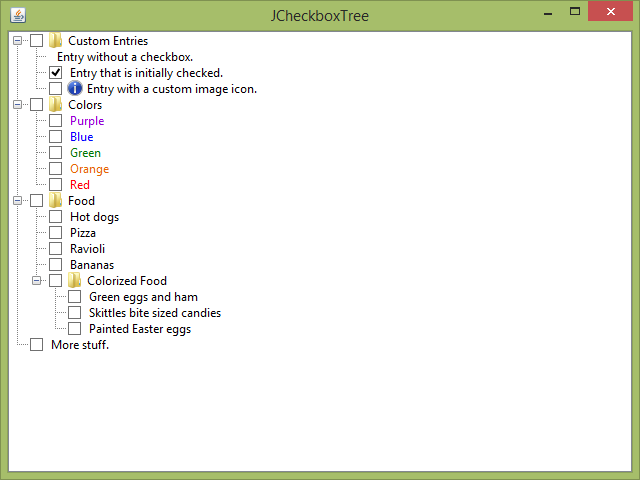 JCheckboxTree
Custom Entries
Entry without a checkbox.
Entry that is initially checked.
Entry with a custom image icon.
Colors
Purple
Blue
Green
Orange
Red
Food
Hot dogs
Pizza
Ravioli
Bananas
Colorized Food
Green eggs and ham
Skittles bite sized candies
Painted Easter eggs
More stuff.